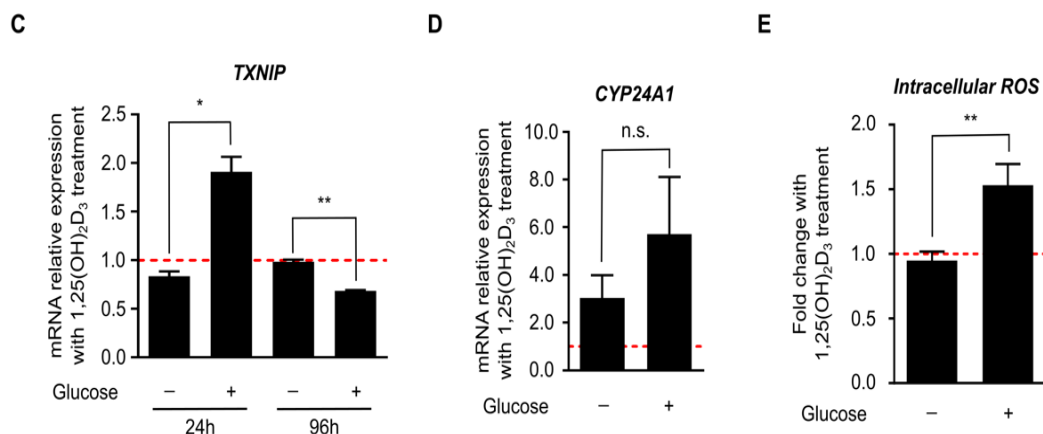 C
TXNIP
mRNA relative expression
with 1,25(OH)₂D₃ treatment
2.5
2.0
1.5
1.0
0.5
0.0
*
**
Glucose
– + – +
24h 96h
D
CYP24A1
mRNA relative expression
with 1,25(OH)₂D₃ treatment
10.0
8.0
6.0
4.0
2.0
0.0
n.s.
– +
E
Intracellular ROS
Fold change with
1,25(OH)₂D₃ treatment
2.0
1.5
1.0
0.5
0.0
**
Glucose
– +